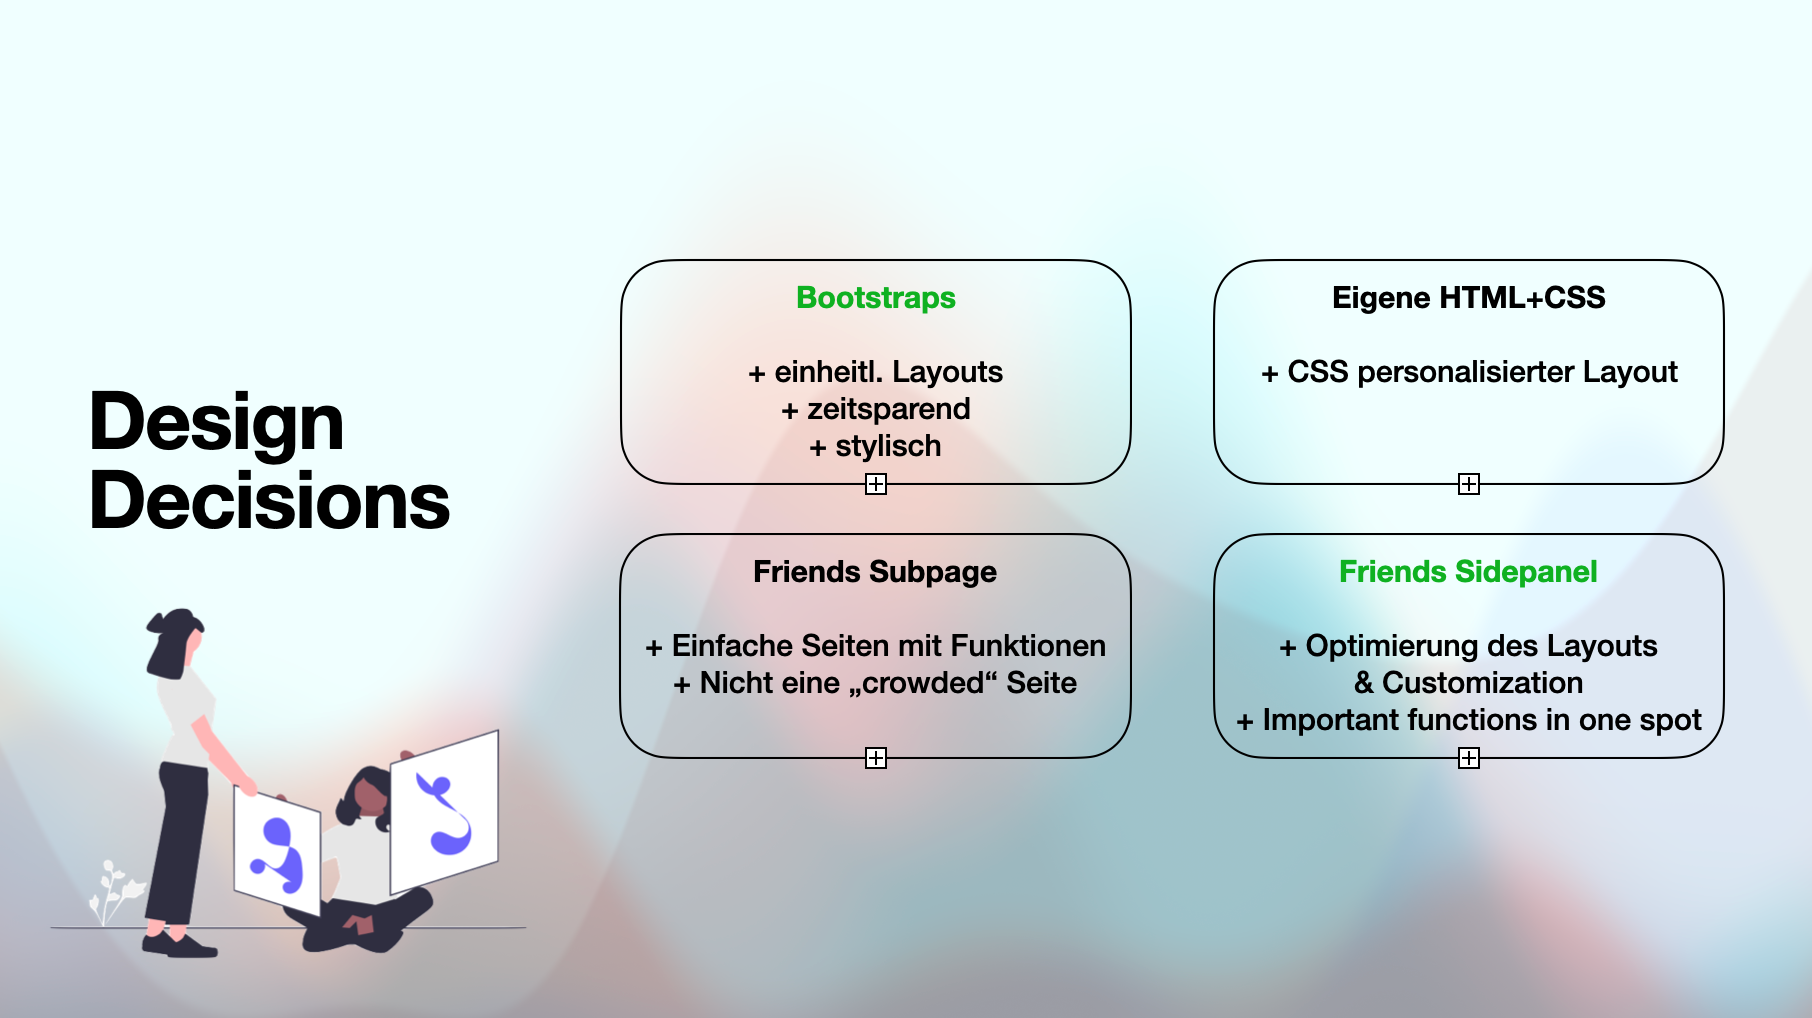 Design
Decisions
Bootstraps
+ einheitl. Layouts
+ zeitsparend
+ stylisch
Eigene HTML+CSS
+ CSS personalisierter Layout
Friends Subpage
+ Einfache Seiten mit Funktionen
+ Nicht eine „crowded“ Seite
Friends Sidepanel
+ Optimierung des Layouts
& Customization
+ Important functions in one spot